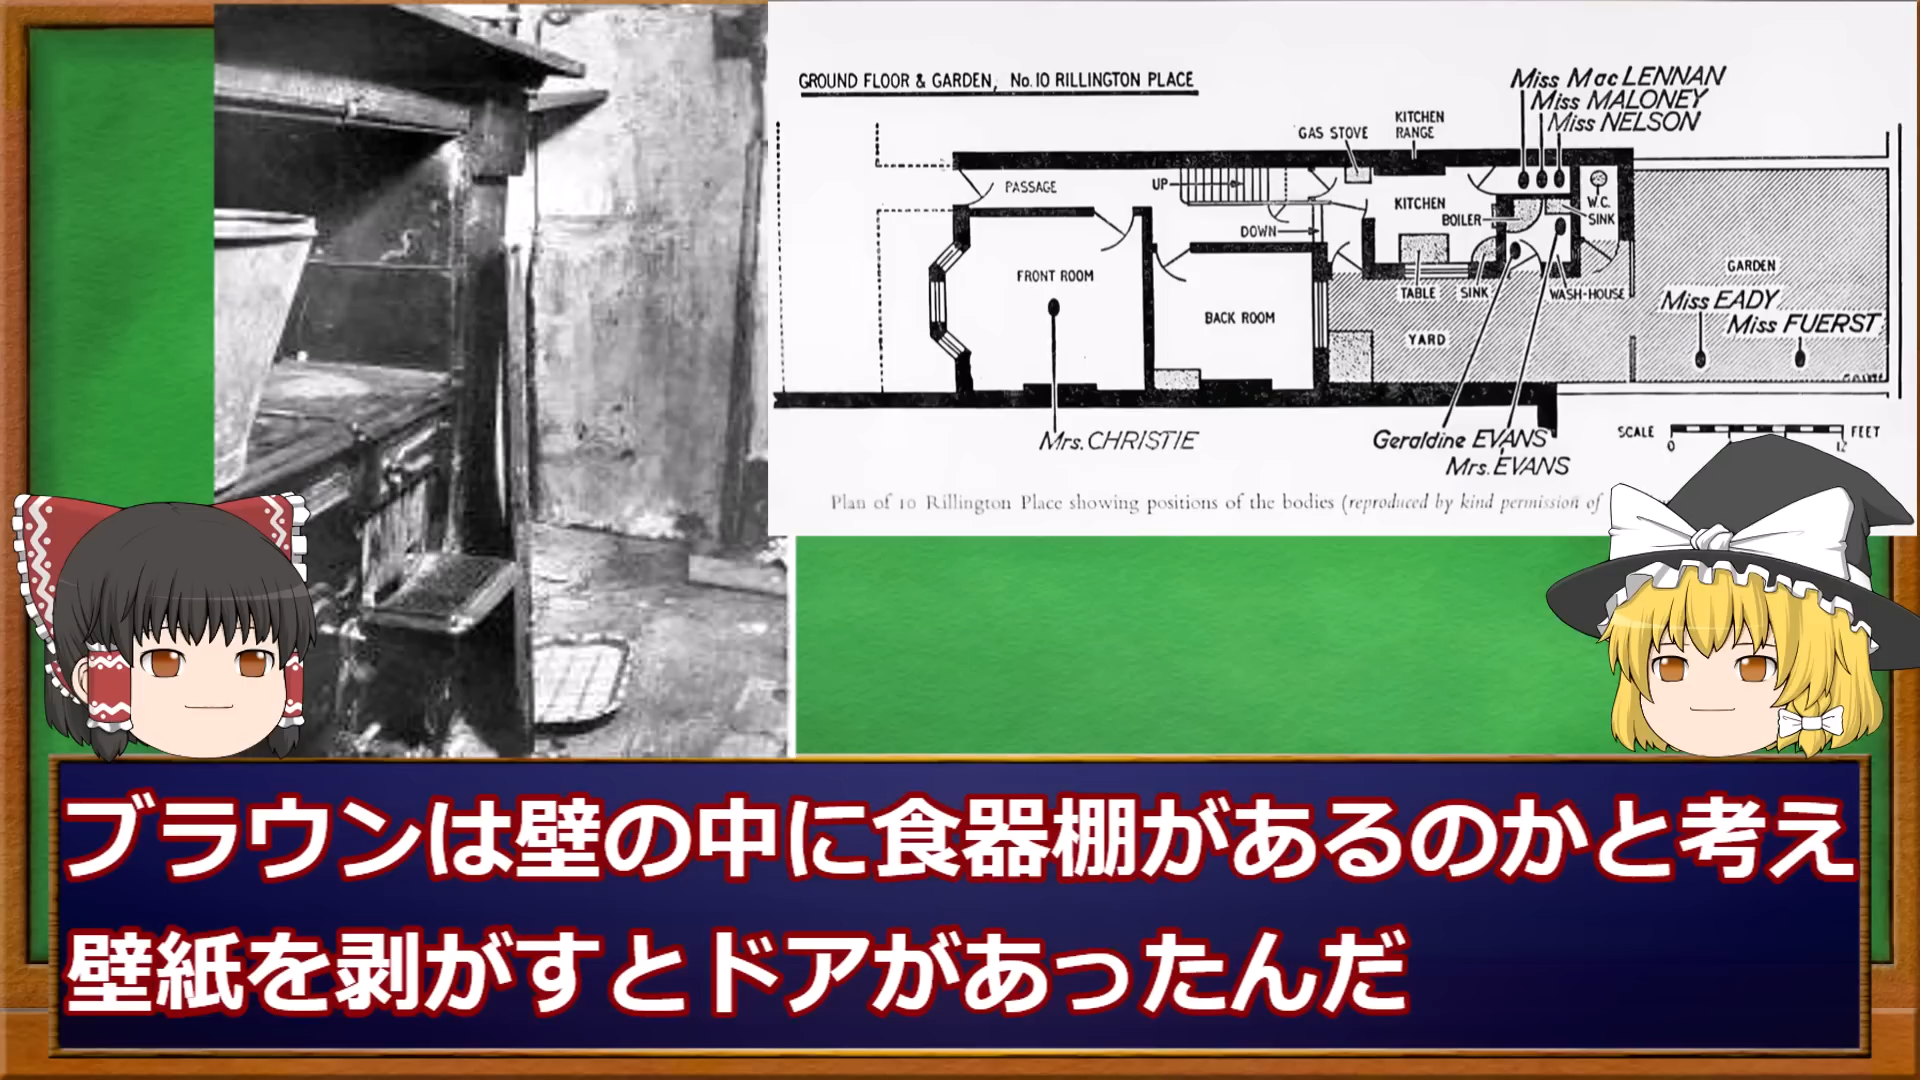 GROUND FLOOR & GARDEN, No.10 RILLINGTON PLACE
Miss MacLENNAN
Miss MALONEY
Miss NELSON
GAS STOVE
KITCHEN
RANGE
PASSAGE
UP
KITCHEN
W.C.
BOILER
SINK
DOWN
FRONT ROOM
GARDEN
TABLE
SINK
WASH-HOUSE
Miss EADY
BACK ROOM
Miss FUERST
YARD
Mrs. CHRISTIE
Geraldine EVANS
Mrs. EVANS
SCALE
FEET
0
12
Plan of 10 Rillington Place showing positions of the bodies (reproduced by kind permission of
ブラウンは壁の中に食器棚があるのかと考え
壁紙を剥がすとドアがあったんだ